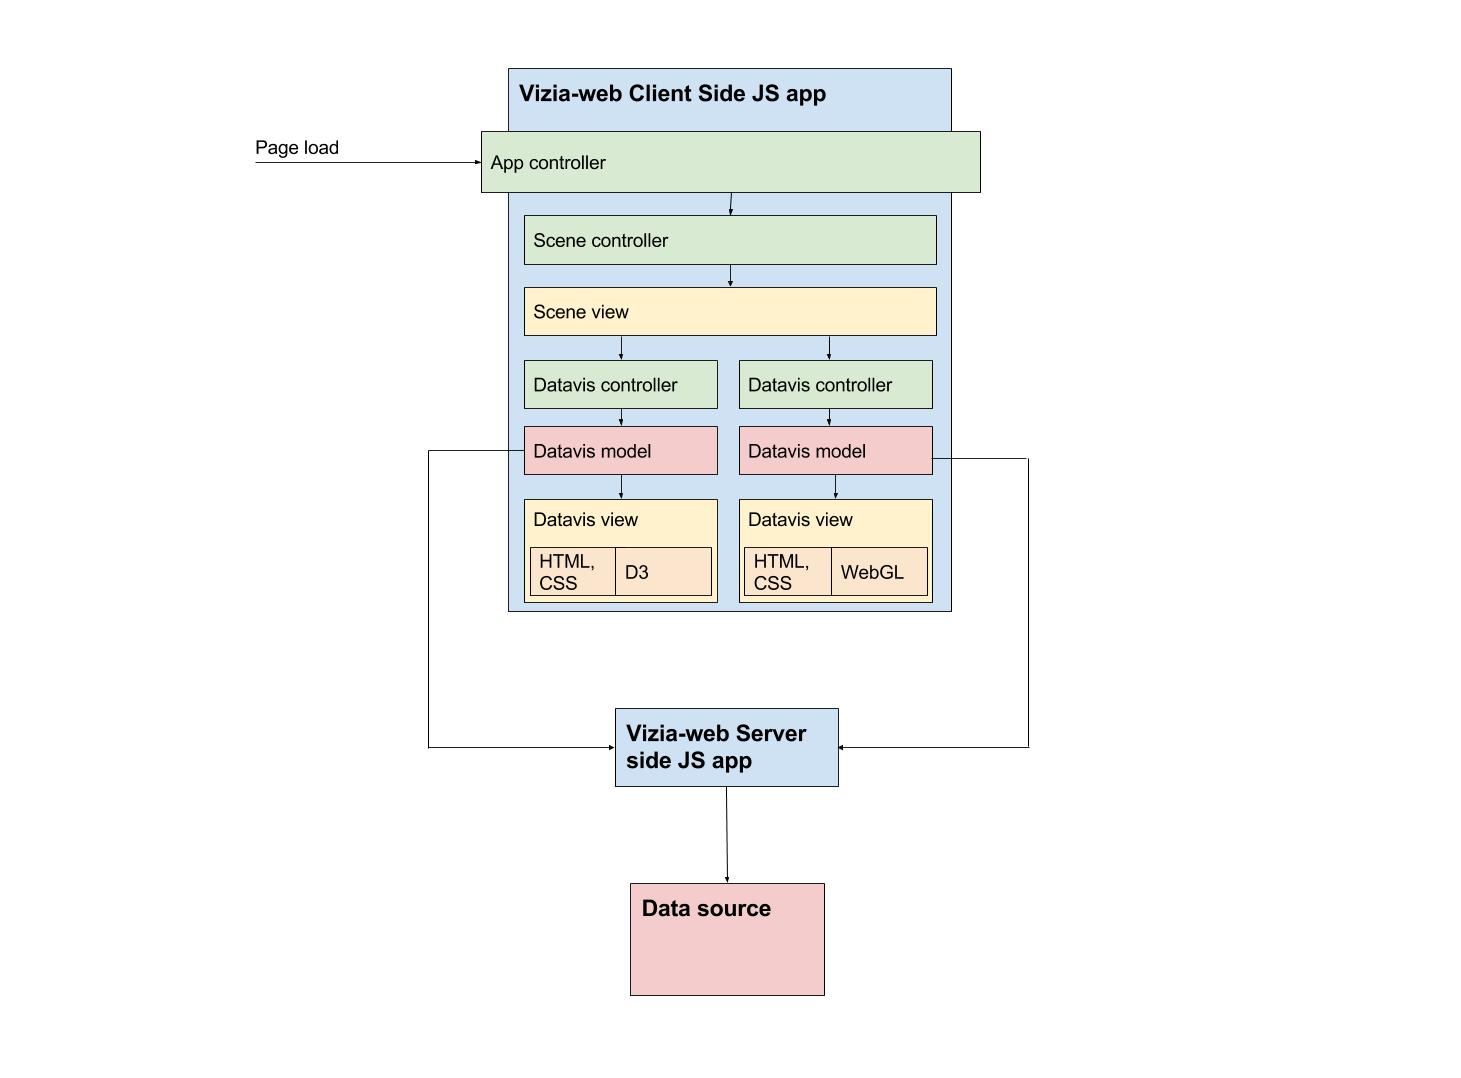 Vizia-web Client Side JS app
Page load
App controller
Scene controller
Scene view
Datavis controller
Datavis controller
Datavis model
Datavis model
Datavis view
Datavis view
HTML,
CSS
D3
HTML,
CSS
WebGL
Vizia-web Server
side JS app
Data source